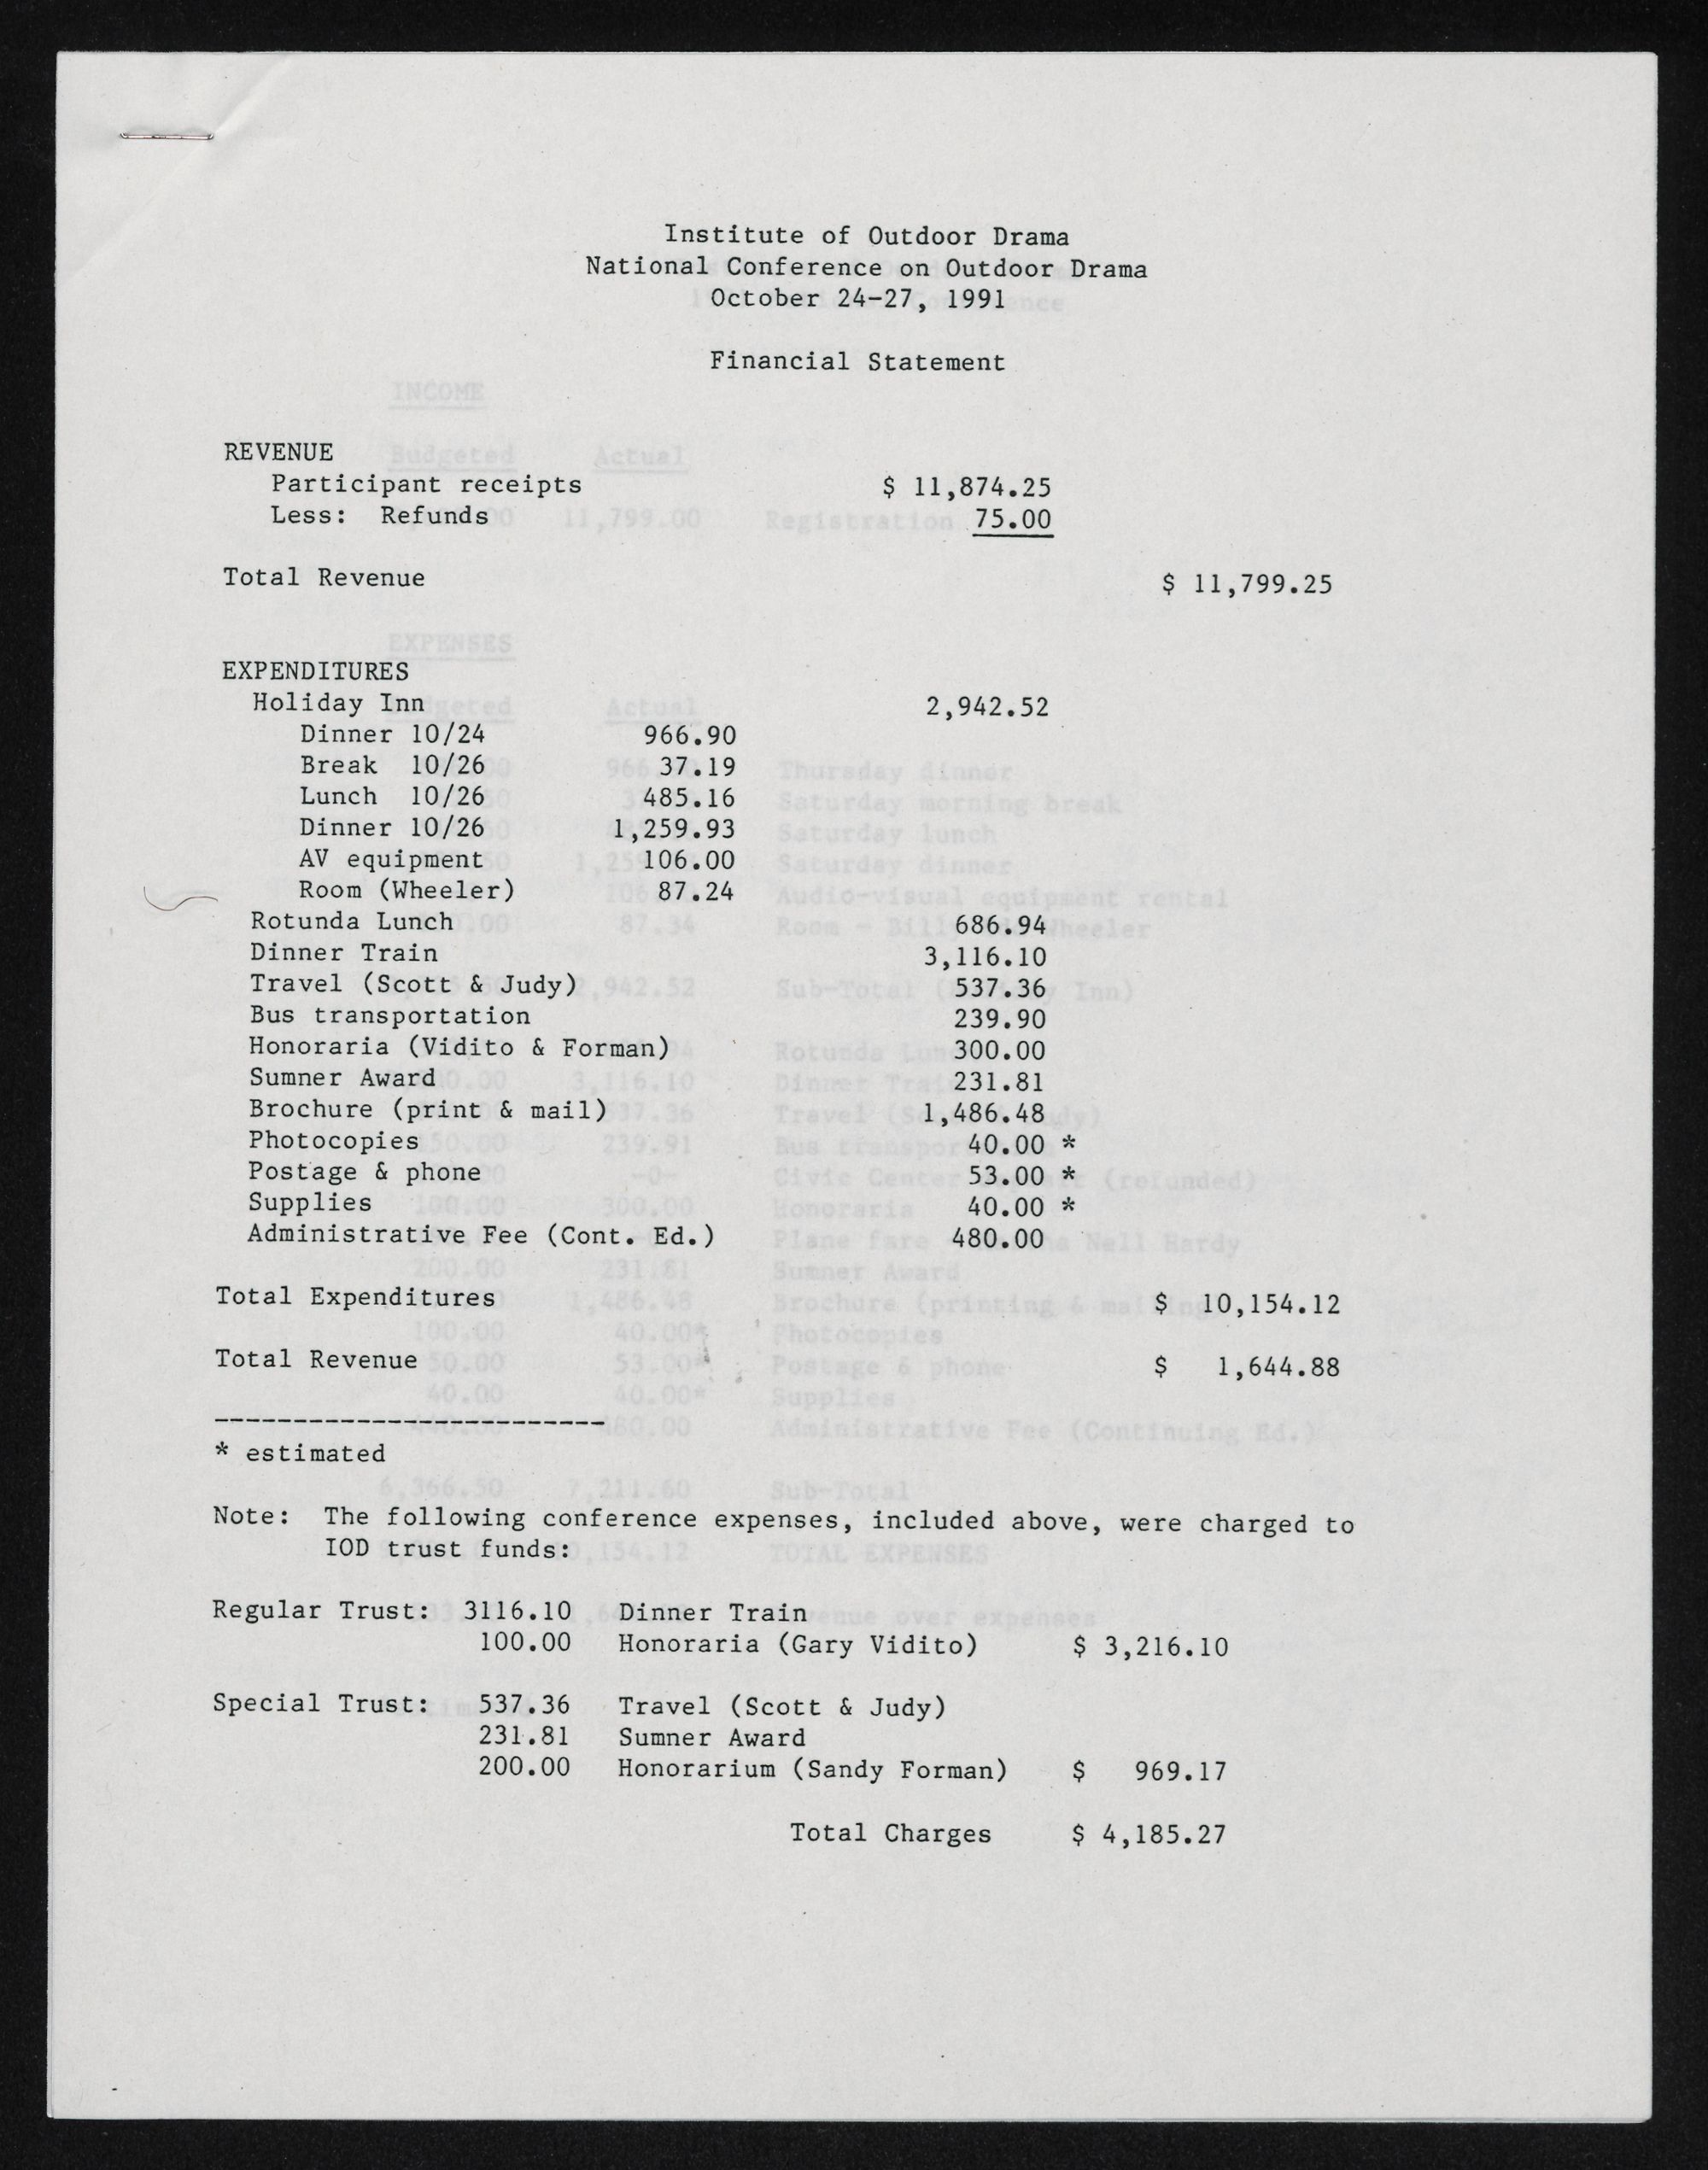 Institute of Outdoor Drama
National Conference on Outdoor Drama
October 24-27, 1991
Financial Statement
REVENUE
Participant receipts $ 11,874.25
Less: Refunds 75.00
Total Revenue $ 11,799.25
EXPENDITURES
Holiday Inn 2,942.52
Dinner 10/24 966.90
Break 10/26 37.19
Lunch 10/26 485.16
Dinner 10/26 1,259.93
AV equipment 106.00
Room (Wheeler) 87.24
Rotunda Lunch 686.94
Dinner Train 3,116.10
Travel (Scott & Judy) 537.36
Bus transportation 239.90
Honoraria (Vidito & Forman) 300.00
Sumner Award 231.81
Brochure (print & mail) 1,486.48
Photocopies 40.00 *
Postage & phone 53.00 *
Supplies 40.00 *
Administrative Fee (Cont. Ed.) 480.00
Total Expenditures $ 10,154.12
Total Revenue $ 1,644.88
-------------------------
* estimated
Note: The following conference expenses, included above, were charged to
IOD trust funds:
Regular Trust: 3116.10 Dinner Train
100.00 Honoraria (Gary Vidito) $ 3,216.10
Special Trust: 537.36 Travel (Scott & Judy)
231.81 Sumner Award
200.00 Honorarium (Sandy Forman) $ 969.17
Total Charges $ 4,185.27